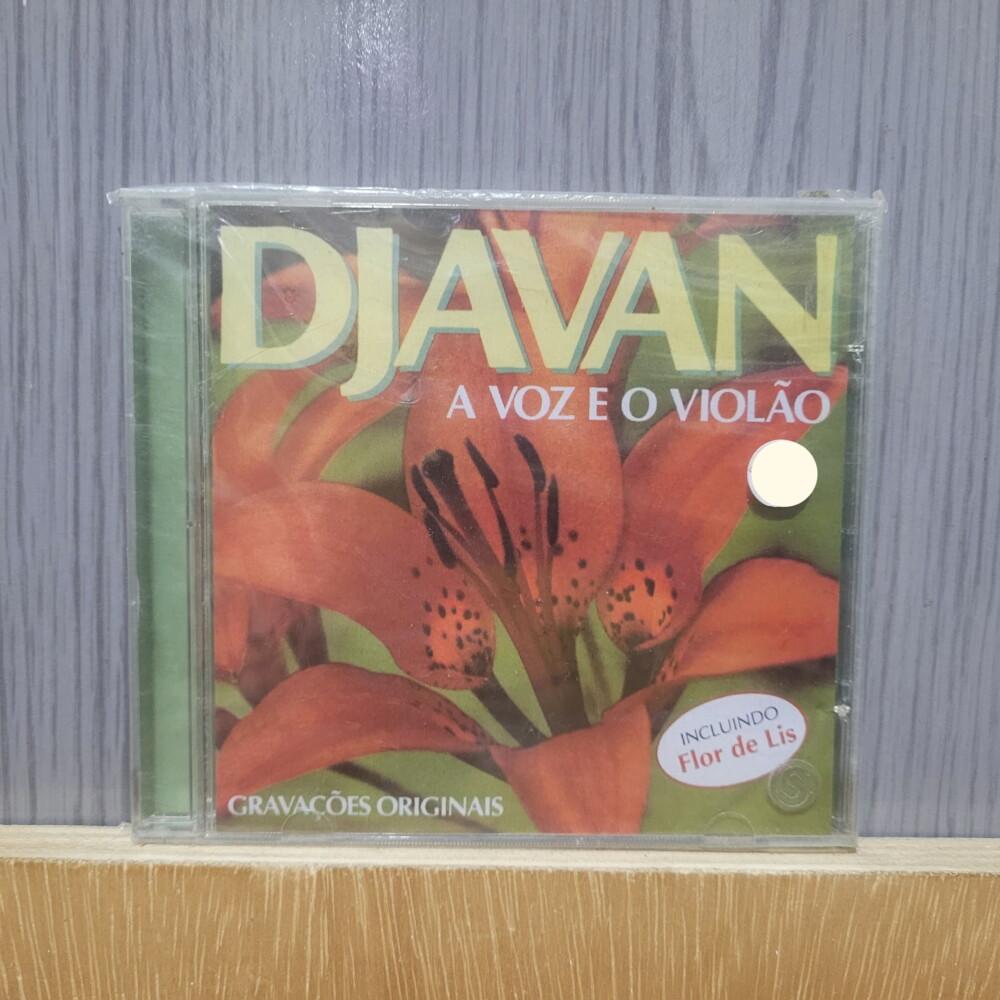 DJAVAN
A VOZ E O VIOLÃO
INCLUINDO
Flor de Lis
GRAVAÇÕES ORIGINAIS